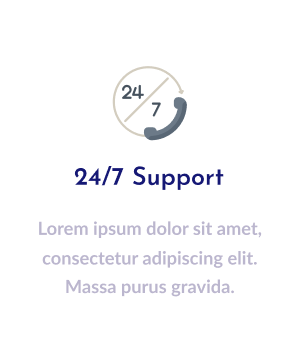 24
7
24/7 Support
Lorem ipsum dolor sit amet,
consectetur adipiscing elit.
Massa purus gravida.